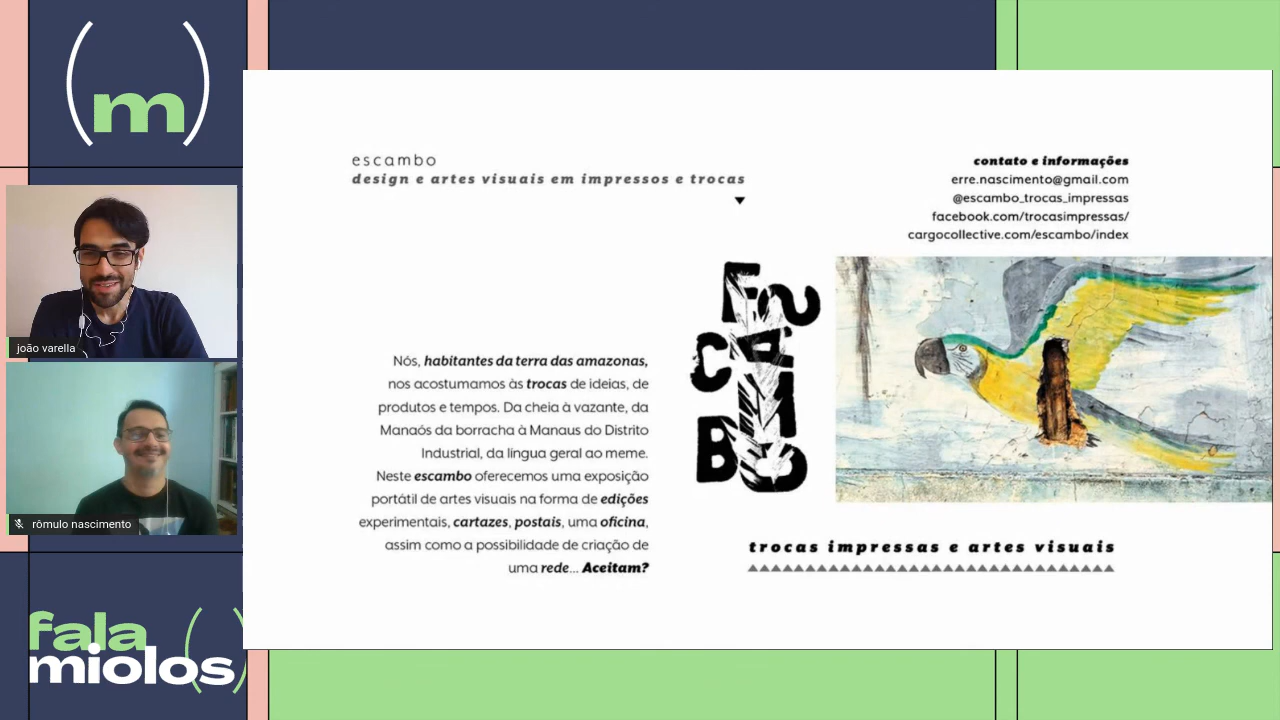 (m)
joão varella
rômulo nascimento
fala
miolos()
escambo
design e artes visuais em impressos e trocas
contato e informações
erre.nascimento@gmail.com
@escambo_trocas_impressas
facebook.com/trocasimpressas/
cargocollective.com/escambo/index
Nós, habitantes da terra das amazonas,
nos acostumamos às trocas de ideias, de
produtos e tempos. Da cheia à vazante, da
Manaós da borracha à Manaus do Distrito
Industrial, da língua geral ao meme.
Neste escambo oferecemos uma exposição
portátil de artes visuais na forma de edições
experimentais, cartazes, postais, uma oficina,
assim como a possibilidade de criação de
uma rede... Aceitam?
ESCAMBO
trocas impressas e artes visuais